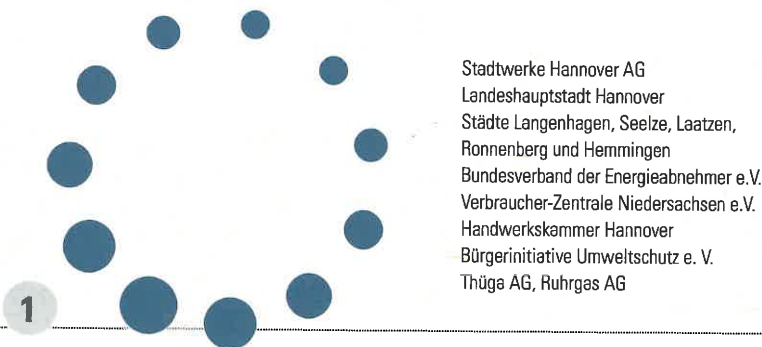 Stadtwerke Hannover AG
Landeshauptstadt Hannover
Städte Langenhagen, Seelze, Laatzen,
Ronnenberg und Hemmingen
Bundesverband der Energieabnehmer e.V.
Verbraucher-Zentrale Niedersachsen e.V.
Handwerkskammer Hannover
Bürgerinitiative Umweltschutz e. V.
Thüga AG, Ruhrgas AG
1